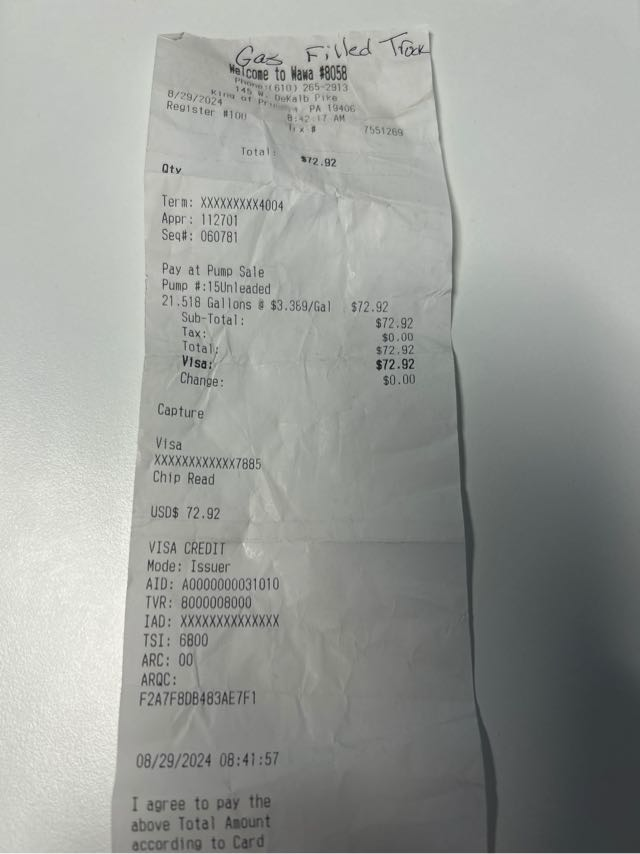 Gas Filled Truck
Welcome to Wawa #8058
Phone:(610) 265-2913
145 W. DeKalb Pike
King of Pr PA 19406
8/29/2024 8:42:17 AM
Register #100 Trx # 7551269
Total: $72.92
Qty
Term: XXXXXXXXX4004
Appr: 112701
Seq#: 060781
Pay at Pump Sale
Pump #:15Unleaded
21.518 Gallons @ $3.389/Gal $72.92
Sub-Total: $72.92
Tax: $0.00
Total: $72.92
Visa: $72.92
Change: $0.00
Capture
Visa
XXXXXXXXXXXX7885
Chip Read
USD$ 72.92
VISA CREDIT
Mode: Issuer
AID: A0000000031010
TVR: 8000008000
IAD: XXXXXXXXXXXXXX
TSI: 6800
ARC: 00
ARQC:
F2A7F8DB483AE7F1
08/29/2024 08:41:57
I agree to pay the
above Total Amount
according to Card